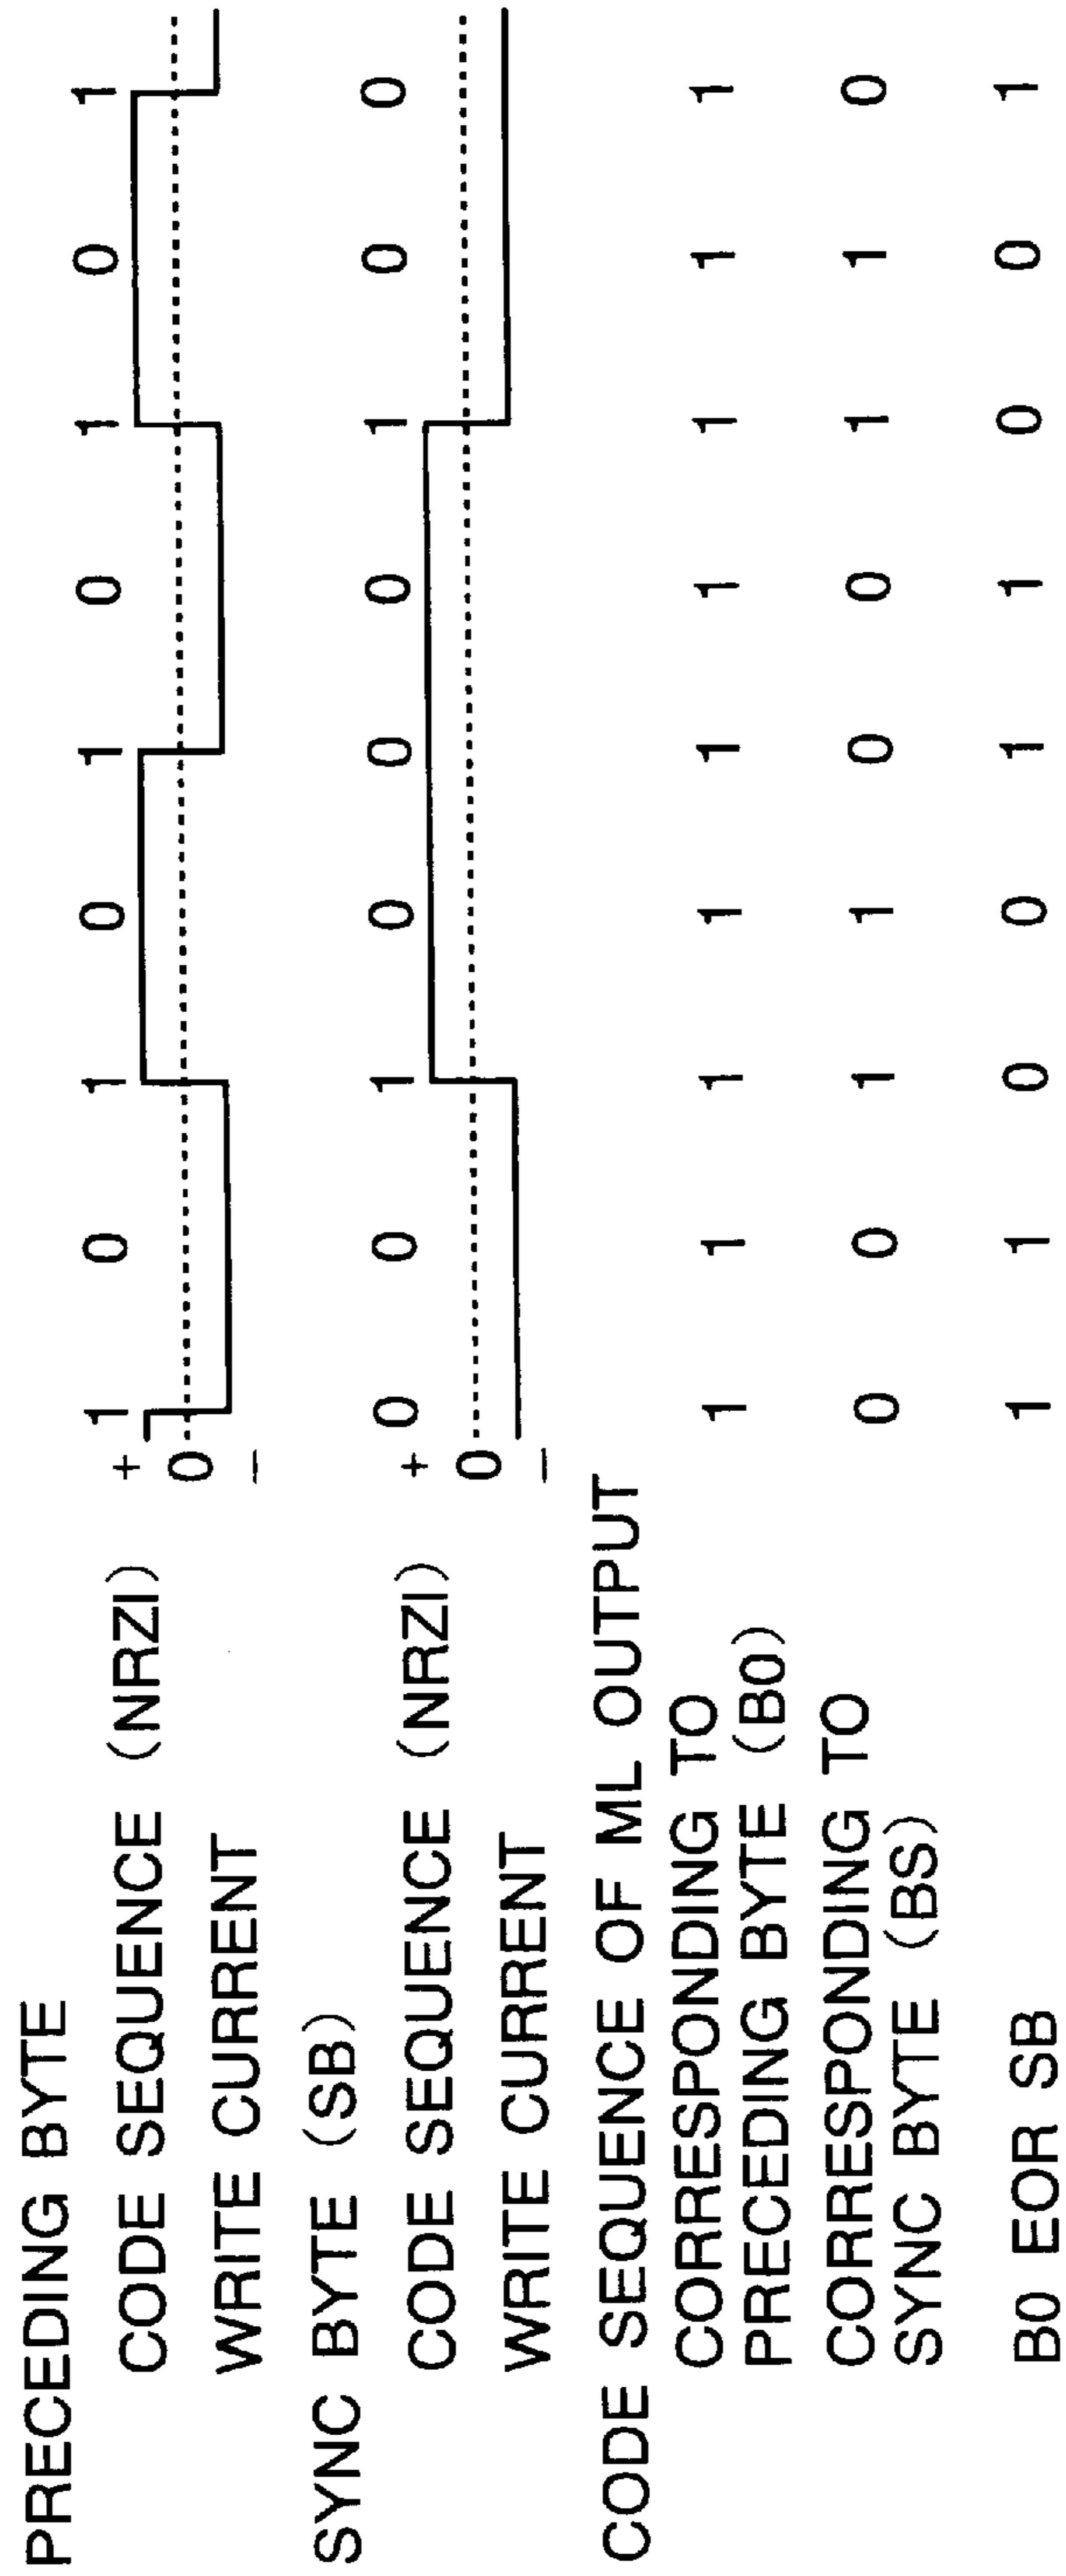 PRECEDING BYTE
CODE SEQUENCE (NRZI) 1 0 1 0 1 0 1 0 1
WRITE CURRENT + 0 −
SYNC BYTE (SB)
CODE SEQUENCE (NRZI) 0 0 1 0 0 0 1 0 0
WRITE CURRENT + 0 −
CODE SEQUENCE OF ML OUTPUT
CORRESPONDING TO
PRECEDING BYTE (B0) 1 1 1 1 1 1 1 1 1
CORRESPONDING TO
SYNC BYTE (BS) 0 0 1 1 0 0 1 1 0
B0 EOR SB 1 1 0 0 1 1 0 0 1